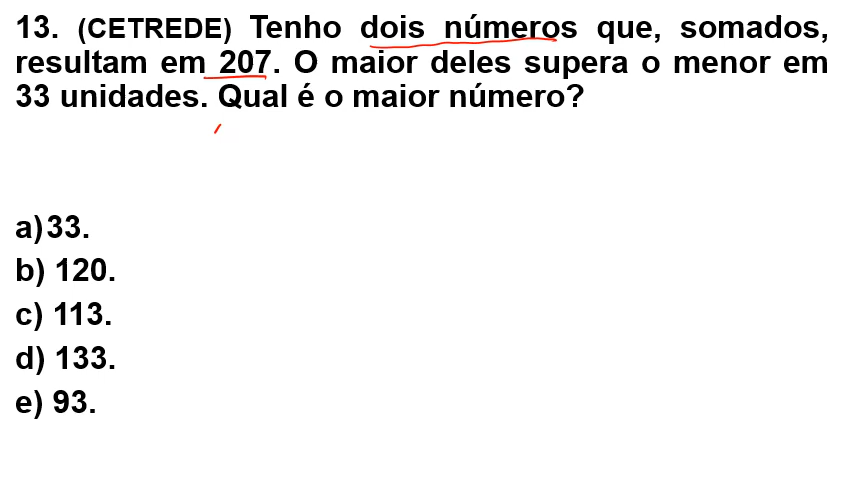 13. (CETREDE) Tenho dois números que, somados,
resultam em 207. O maior deles supera o menor em
33 unidades. Qual é o maior número?
a) 33.
b) 120.
c) 113.
d) 133.
e) 93.